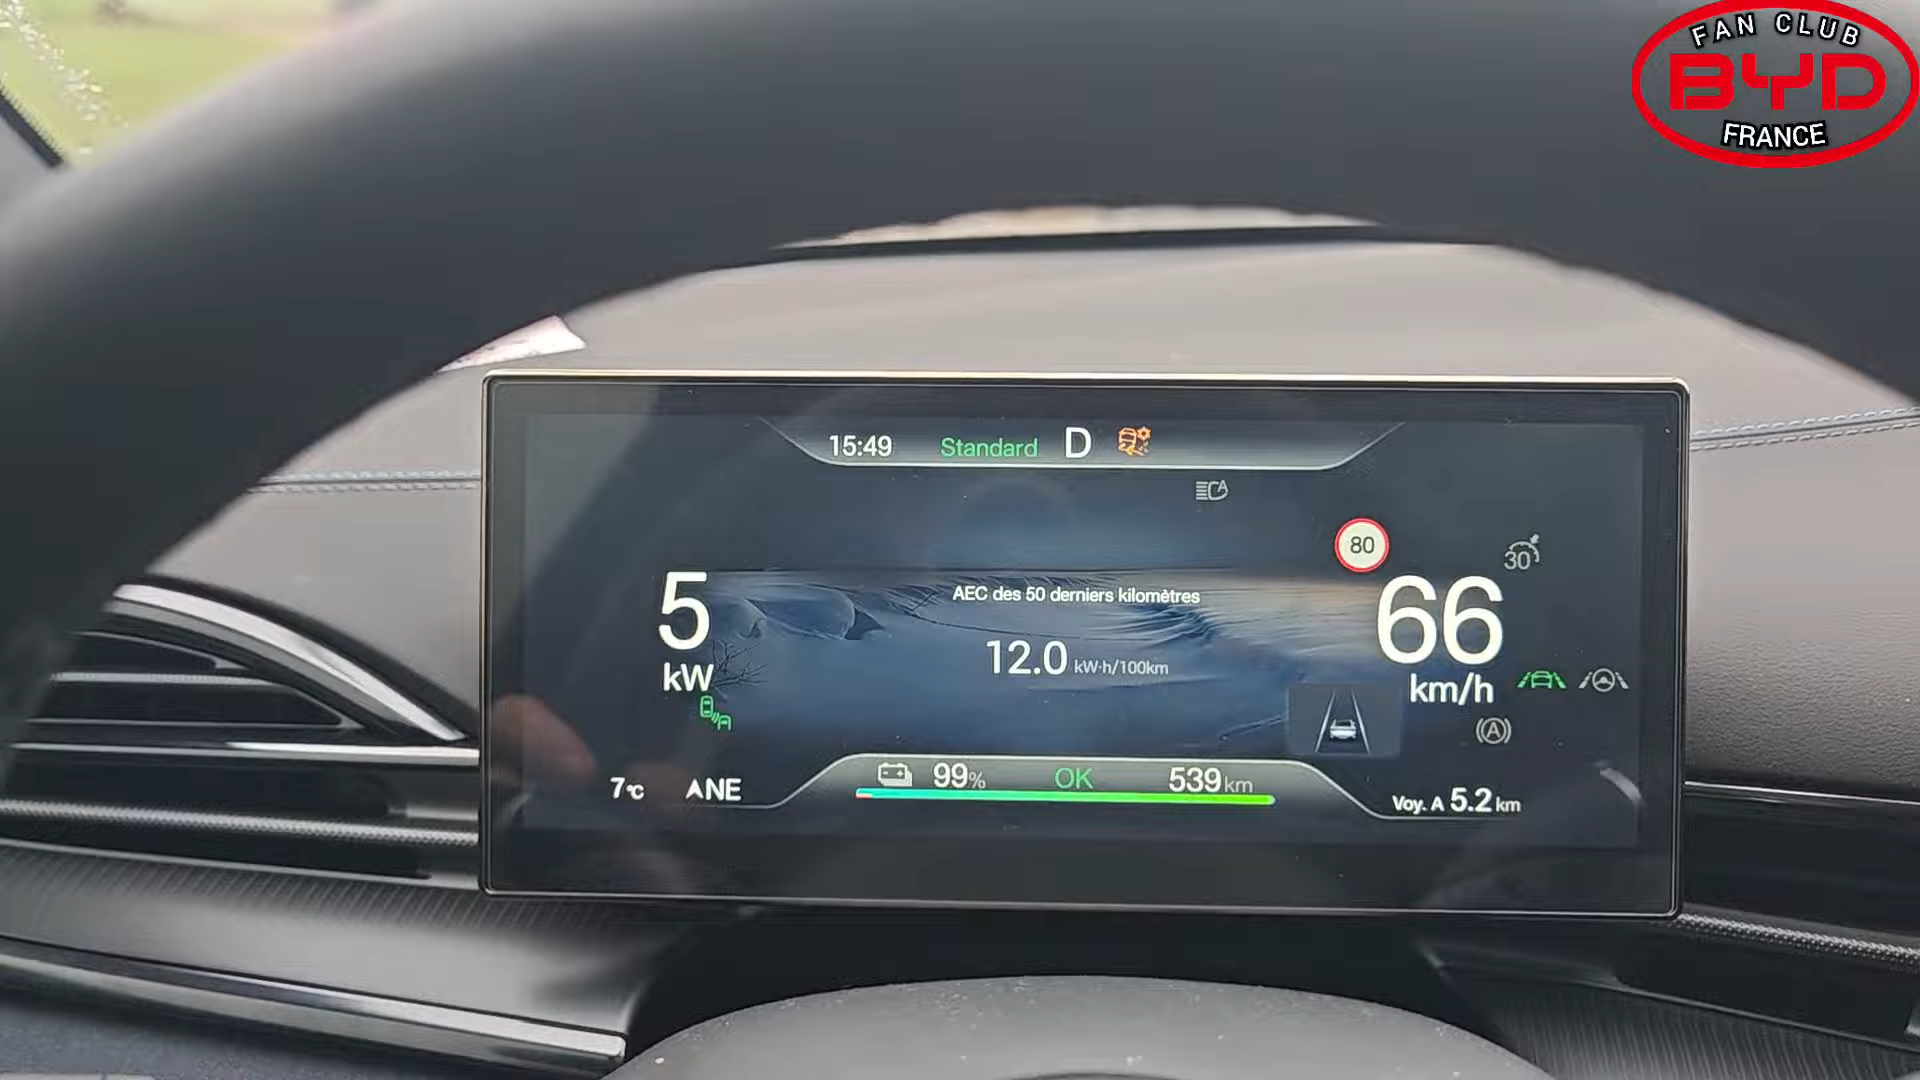 FAN CLUB
BYD
FRANCE
15:49 Standard D
A
80
30
5
kW
AEC des 50 derniers kilomètres
12.0 kW·h/100km
66
km/h
A
7°C
NE
99%
OK
539km
Voy. A 5.2 km